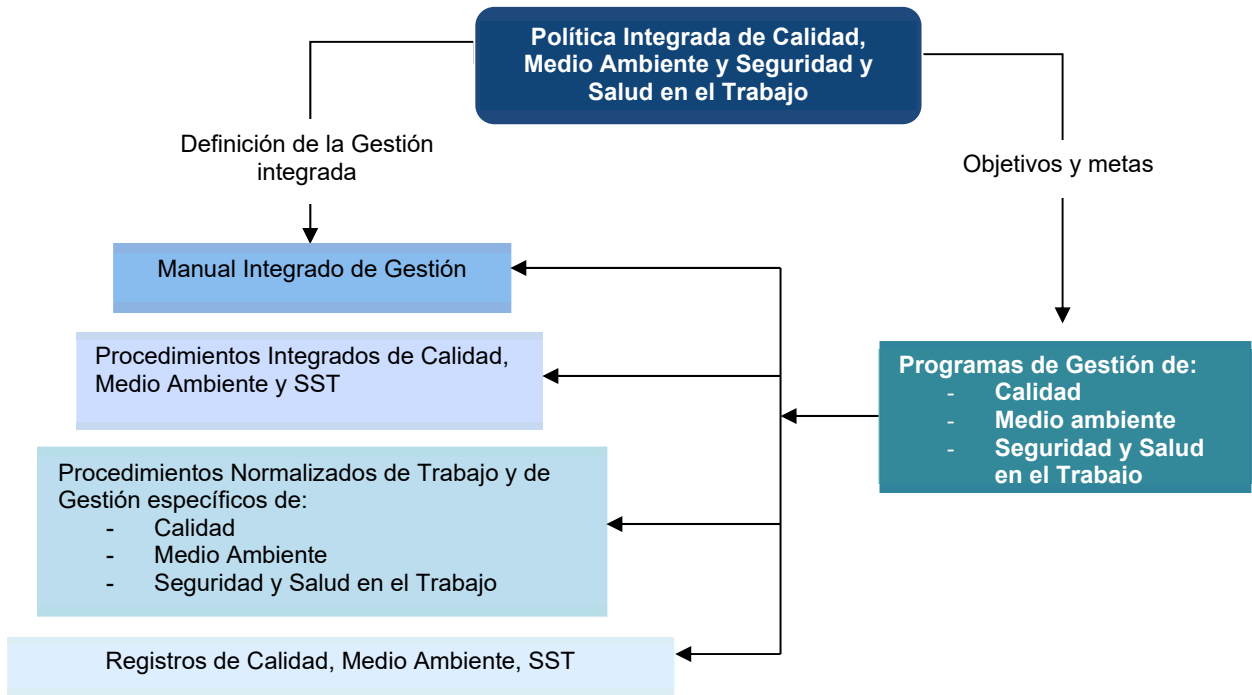 Política Integrada de Calidad,
Medio Ambiente y Seguridad y
Salud en el Trabajo
Definición de la Gestión
integrada
Objetivos y metas
Manual Integrado de Gestión
Procedimientos Integrados de Calidad,
Medio Ambiente y SST
Programas de Gestión de:
- Calidad
- Medio ambiente
- Seguridad y Salud
en el Trabajo
Procedimientos Normalizados de Trabajo y de
Gestión específicos de:
- Calidad
- Medio Ambiente
- Seguridad y Salud en el Trabajo
Registros de Calidad, Medio Ambiente, SST